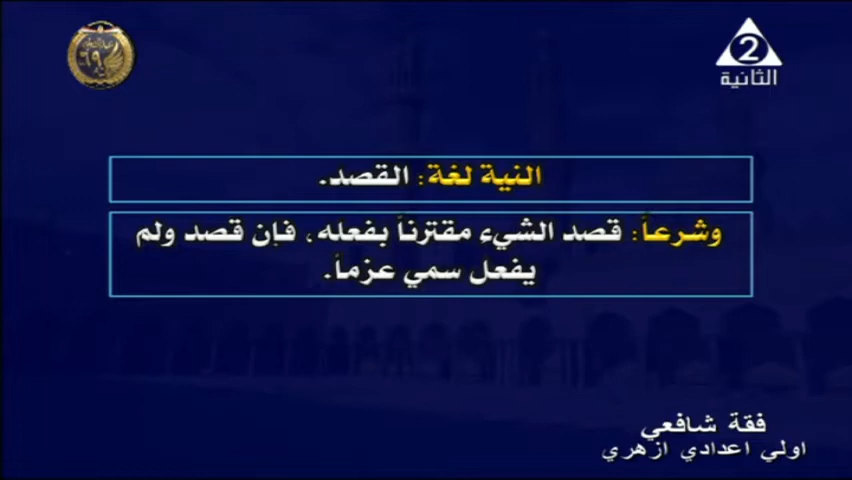 2
الثانية
النية لغة: القصد.
وشرعاً: قصد الشيء مقترناً بفعله، فإن قصد ولم
يفعل سمي عزماً.
فقة شافعي
اولي اعدادي ازهري